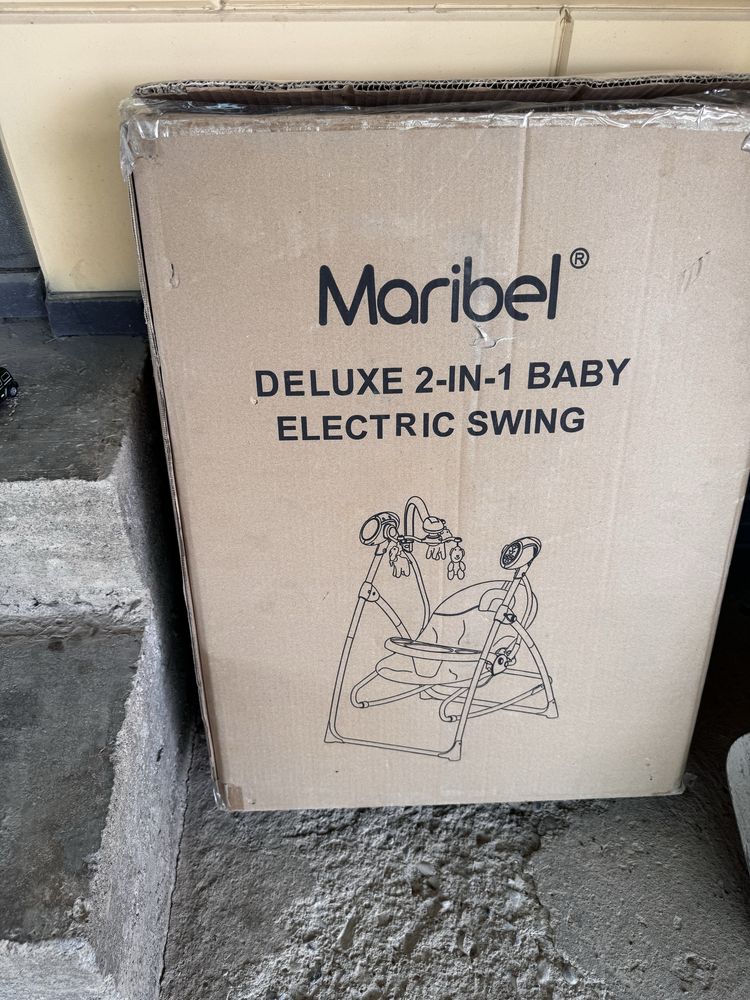 Maribel®
DELUXE 2-IN-1 BABY
ELECTRIC SWING